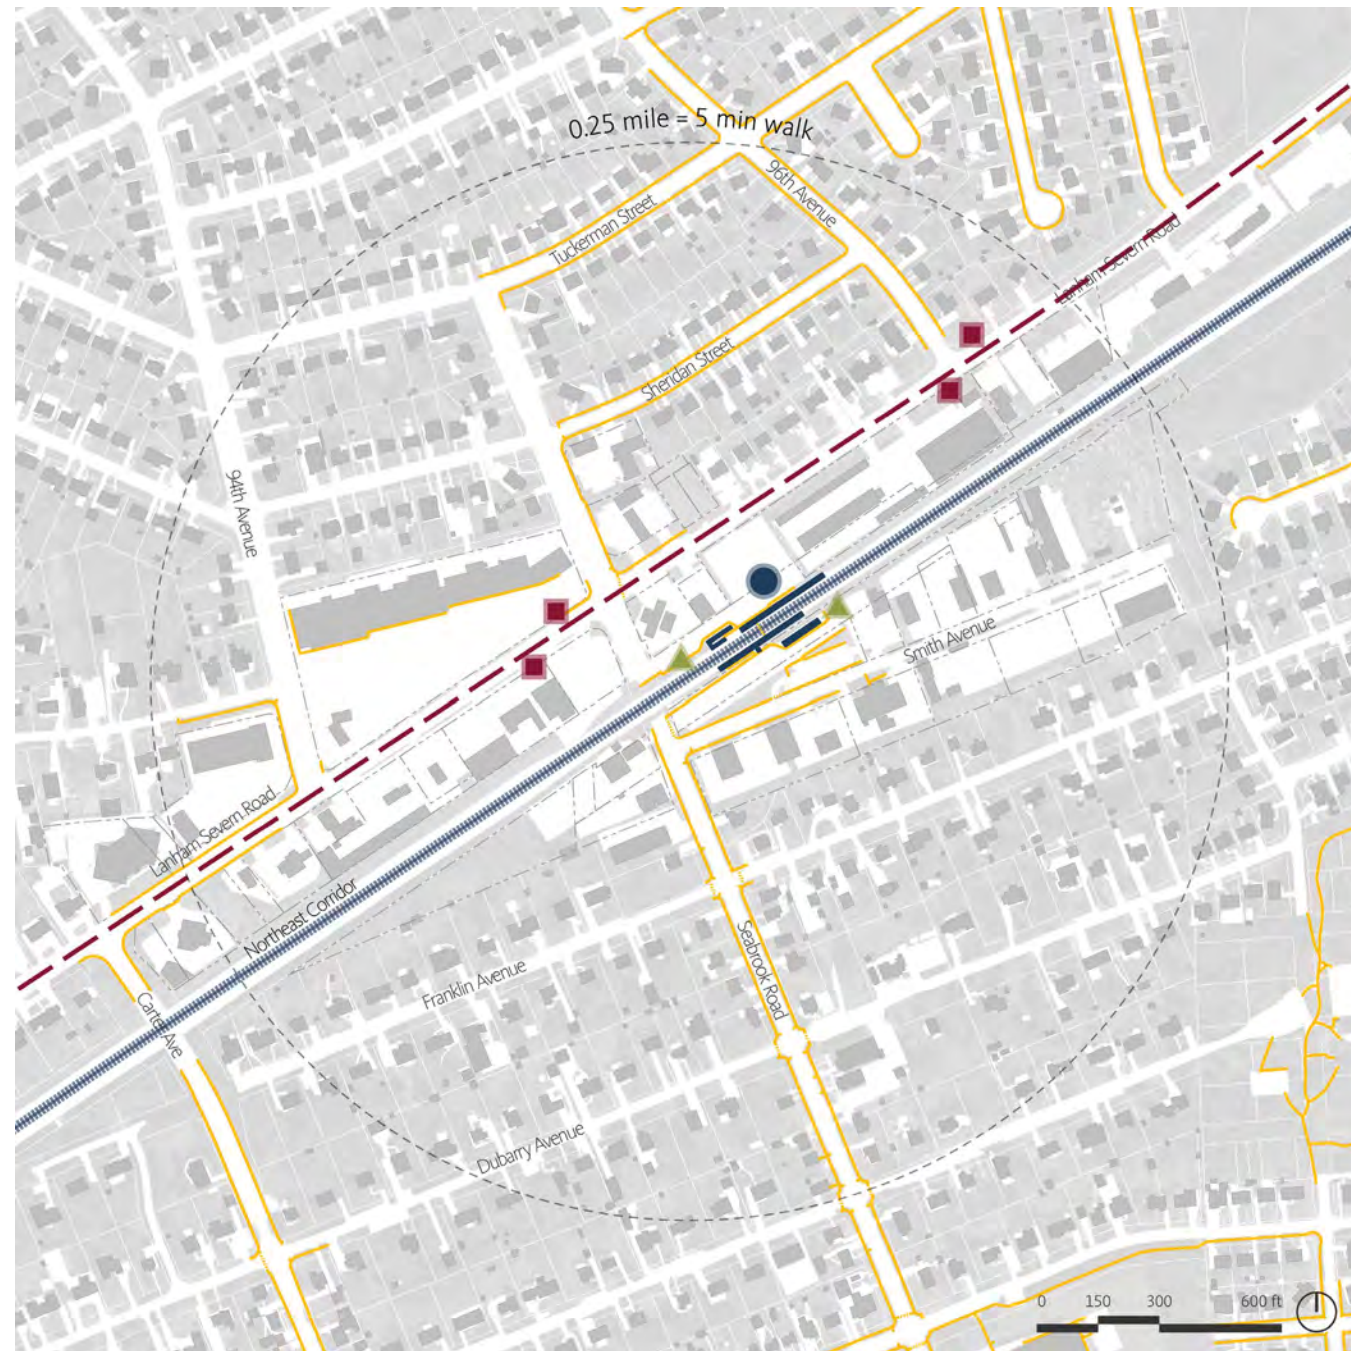 0.25 mile = 5 min walk
96th Avenue
Tuckerman Street
Lanham Severn Road
Sheridan Street
94th Avenue
Smith Avenue
Lanham Severn Road
Northeast Corridor
Seabrook Road
Franklin Avenue
Carter Ave
Dubarry Avenue
0 150 300 600 ft